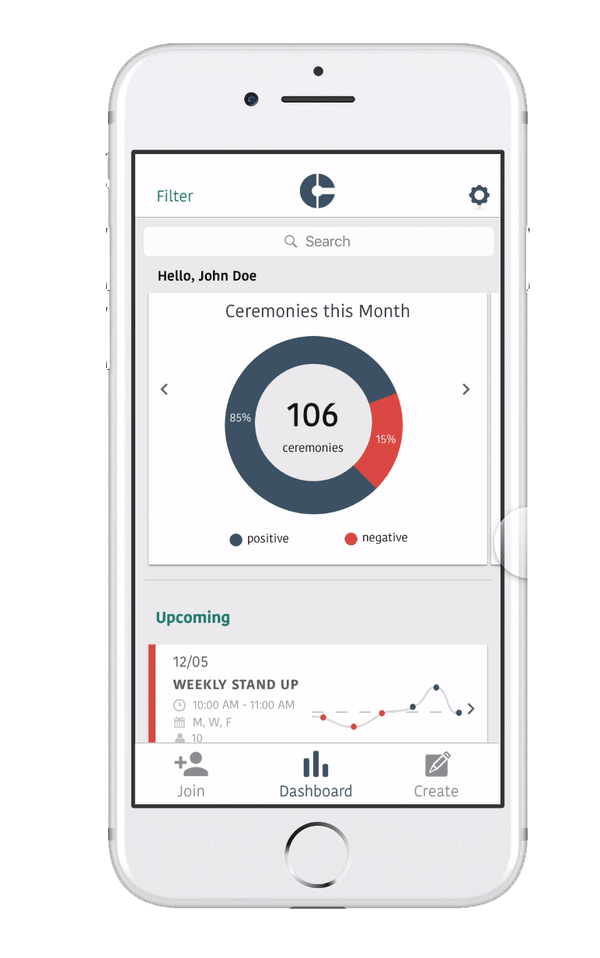 Filter
Search
Hello, John Doe
Ceremonies this Month
85%
106
15%
ceremonies
positive
negative
Upcoming
12/05
WEEKLY STAND UP
10:00 AM - 11:00 AM
M, W, F
10
Join
Dashboard
Create